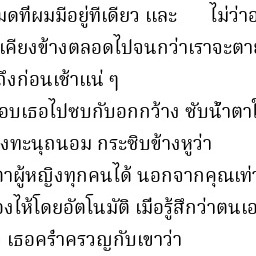 มดที่ผมมีอยู่ทีเดียว และ ไม่ว่าอ
เคียงข้างตลอดไปจนกว่าเราจะตาย
ถึงก่อนเช้าแน่ ๆ
อบเธอไปซบกับอกกว้าง ซับน้ำตาใ
งทะนุถนอม กระซิบข้างหูว่า
าผู้หญิงทุกคนได้ นอกจากคุณเท่า
องไห้โดยอัตโนมัติ เมื่อรู้สึกว่าตนเอ
เธอคร่ำครวญกับเขาว่า